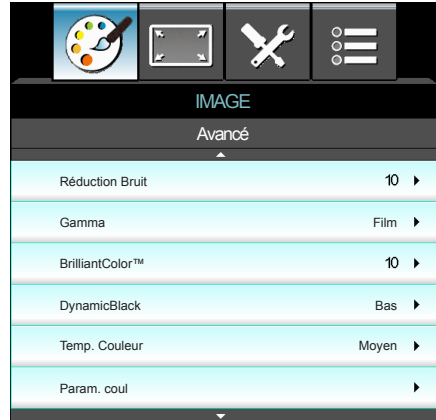 IMAGE
Avancé
Réduction Bruit 10
Gamma Film
BrilliantColor™ 10
DynamicBlack Bas
Temp. Couleur Moyen
Param. coul